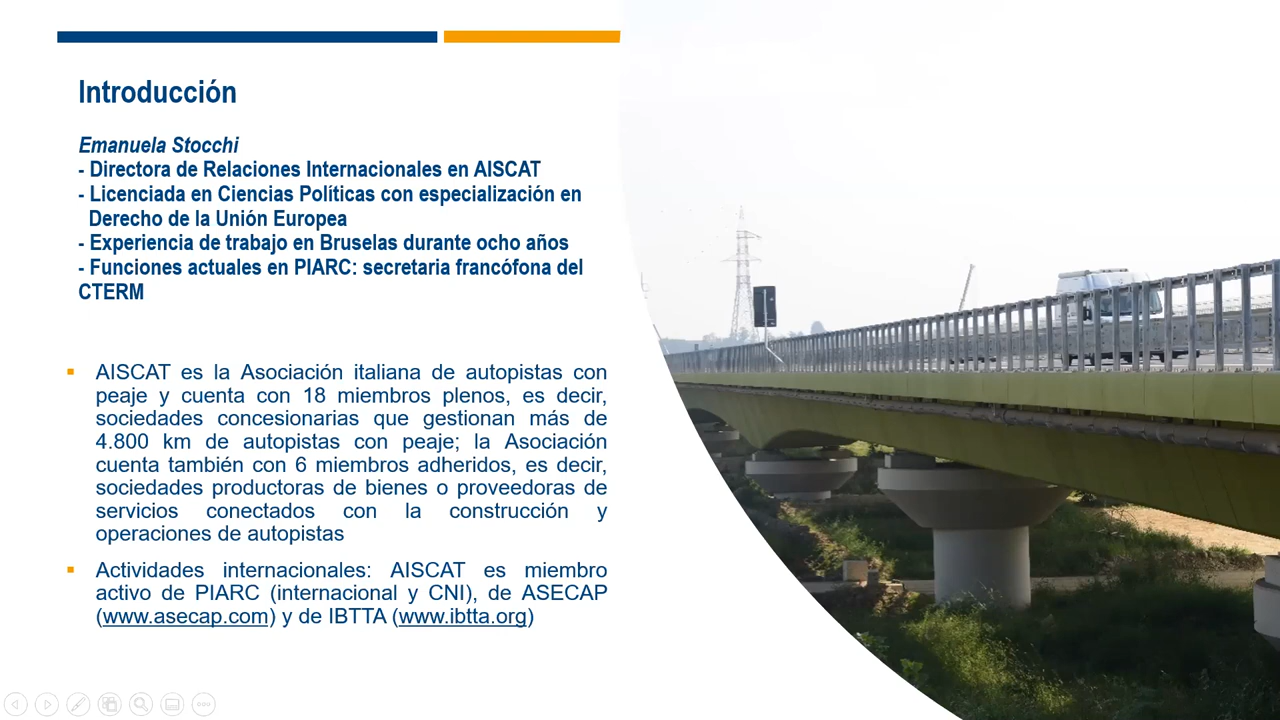 Introducción
Emanuela Stocchi
- Directora de Relaciones Internacionales en AISCAT
- Licenciada en Ciencias Políticas con especialización en
Derecho de la Unión Europea
- Experiencia de trabajo en Bruselas durante ocho años
- Funciones actuales en PIARC: secretaria francófona del
CTERM
▪ AISCAT es la Asociación italiana de autopistas con
peaje y cuenta con 18 miembros plenos, es decir,
sociedades concesionarias que gestionan más de
4.800 km de autopistas con peaje; la Asociación
cuenta también con 6 miembros adheridos, es decir,
sociedades productoras de bienes o proveedoras de
servicios conectados con la construcción y
operaciones de autopistas
▪ Actividades internacionales: AISCAT es miembro
activo de PIARC (internacional y CNI), de ASECAP
(www.asecap.com) y de IBTTA (www.ibtta.org)